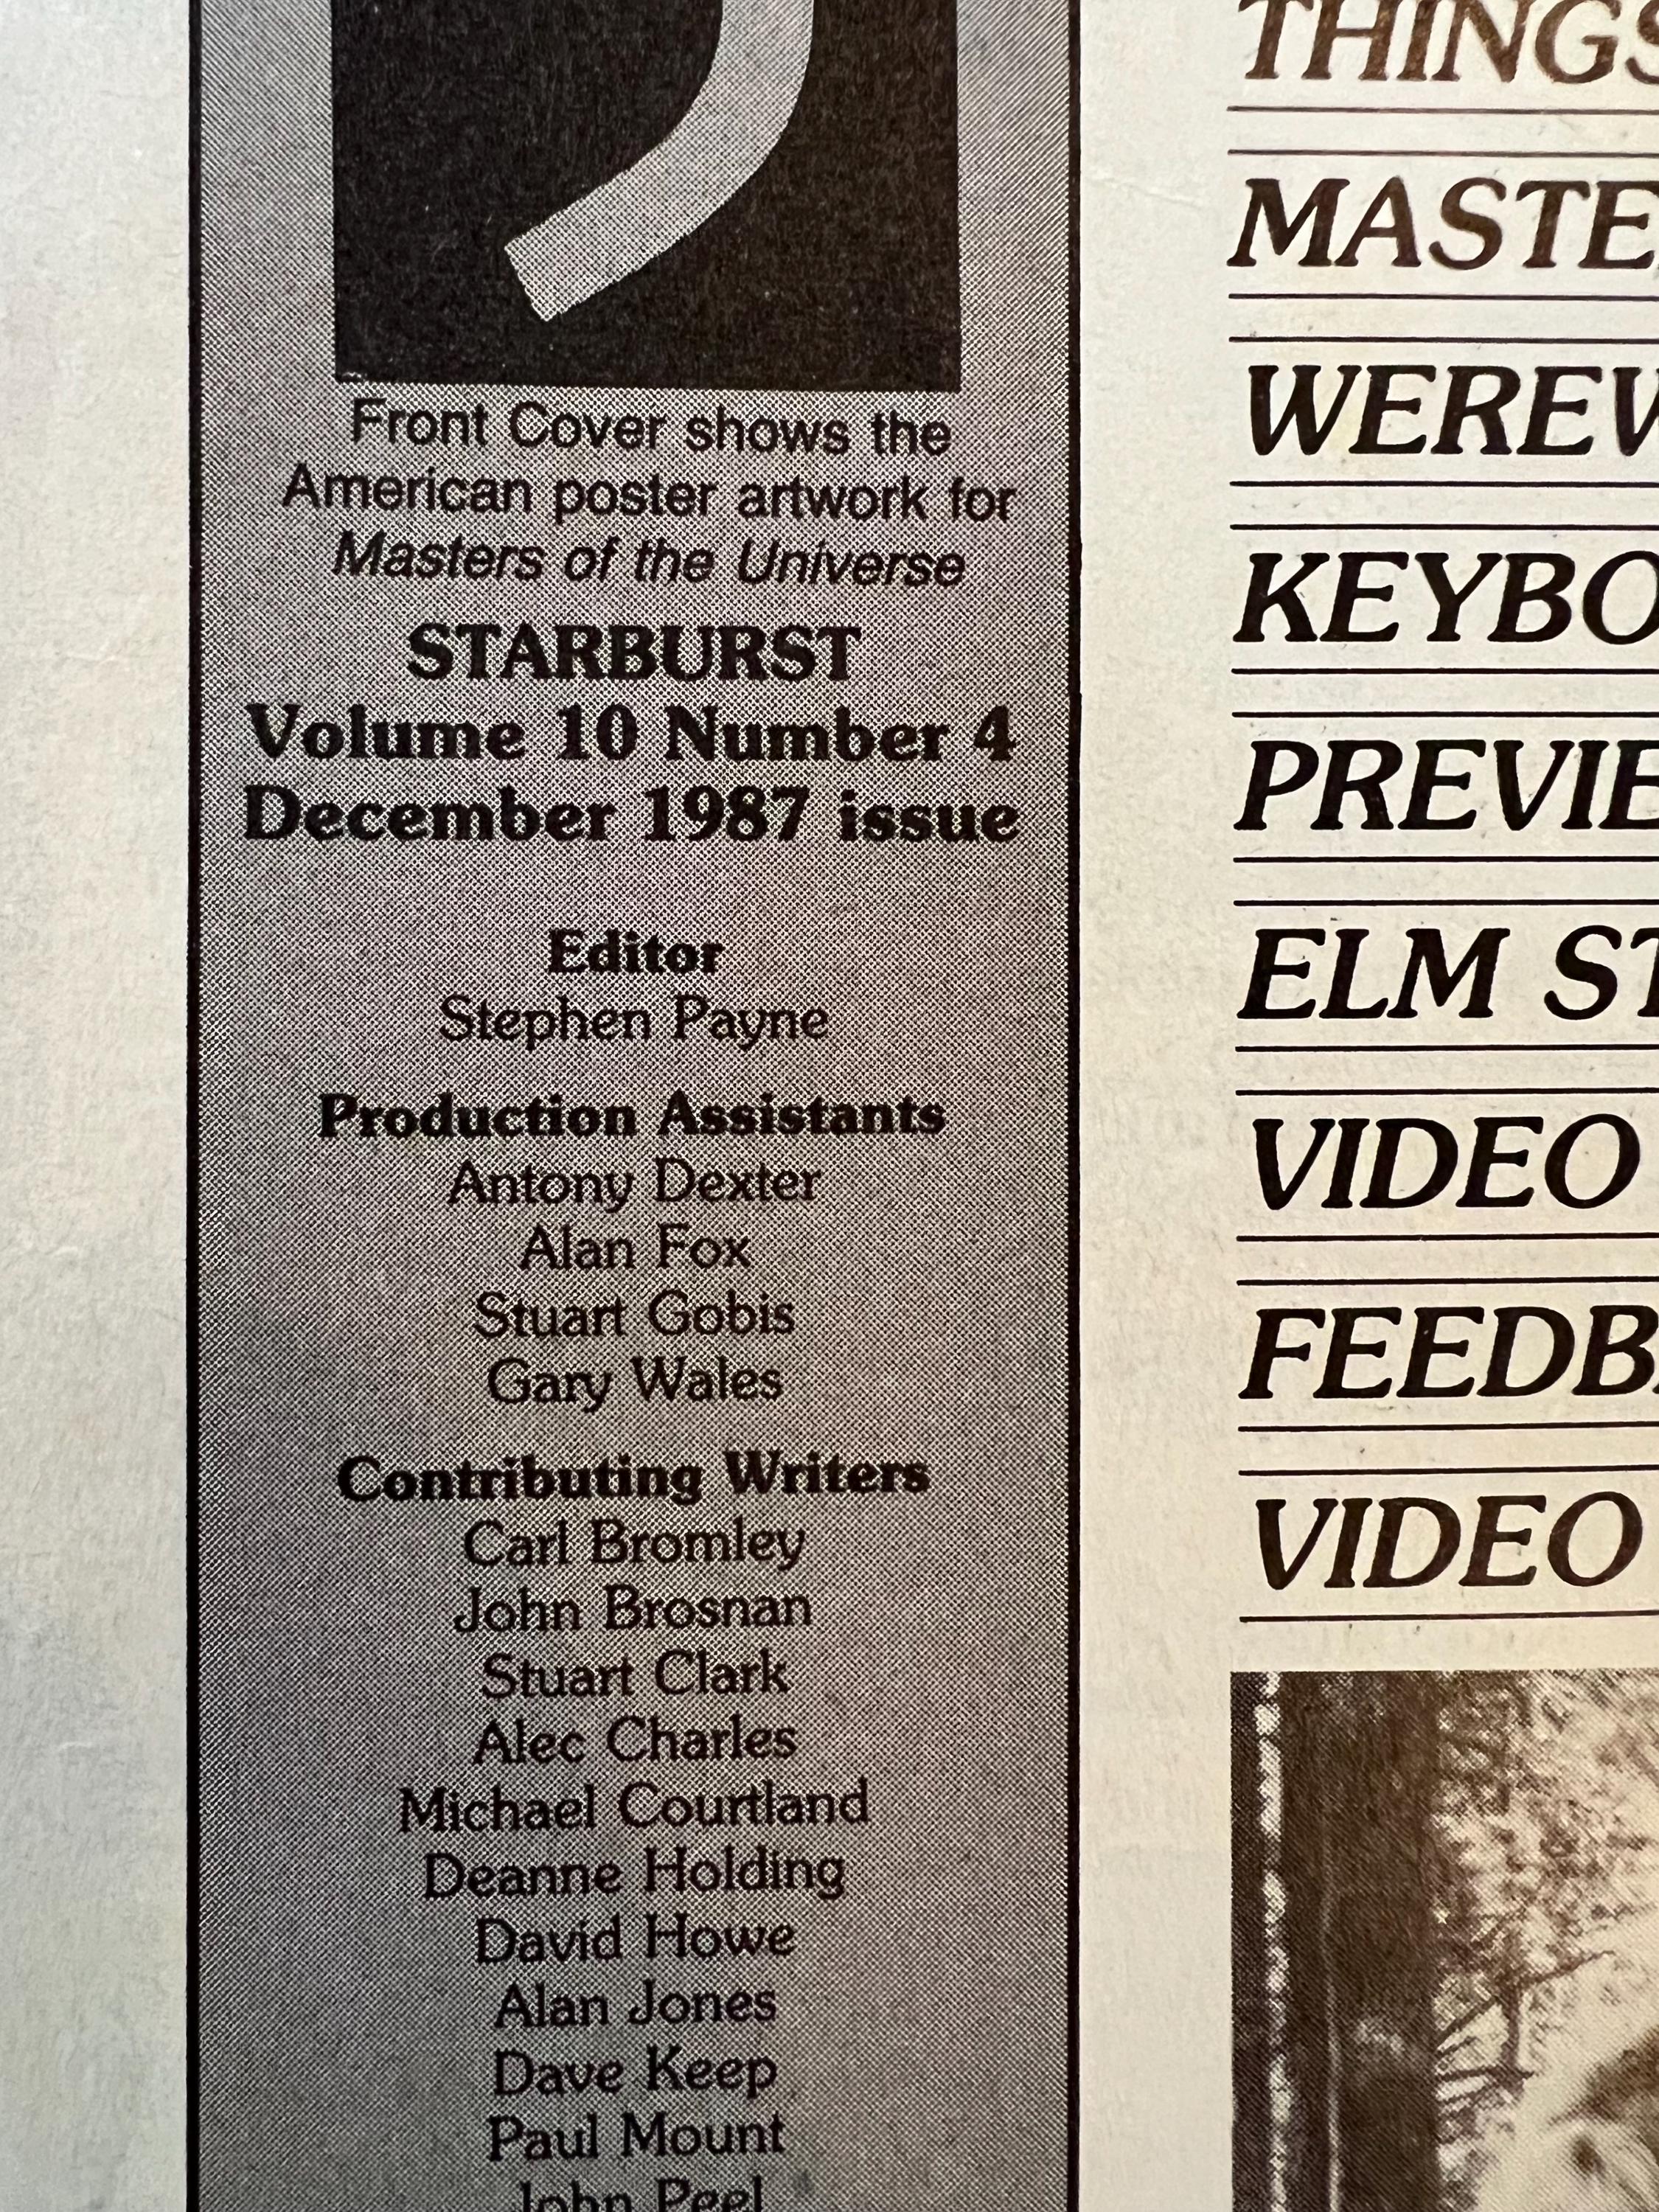 Front Cover shows the
American poster artwork for
Masters of the Universe
STARBURST
Volume 10 Number 4
December 1987 issue
Editor
Stephen Payne
Production Assistants
Antony Dexter
Alan Fox
Stuart Gobis
Gary Wales
Contributing Writers
Carl Bromley
John Brosnan
Stuart Clark
Alec Charles
Michael Courtland
Deanne Holding
David Howe
Alan Jones
Dave Keep
Paul Mount
John Peel
THINGS
MASTE
WEREW
KEYBO
PREVIE
ELM ST
VIDEO
FEEDB
VIDEO